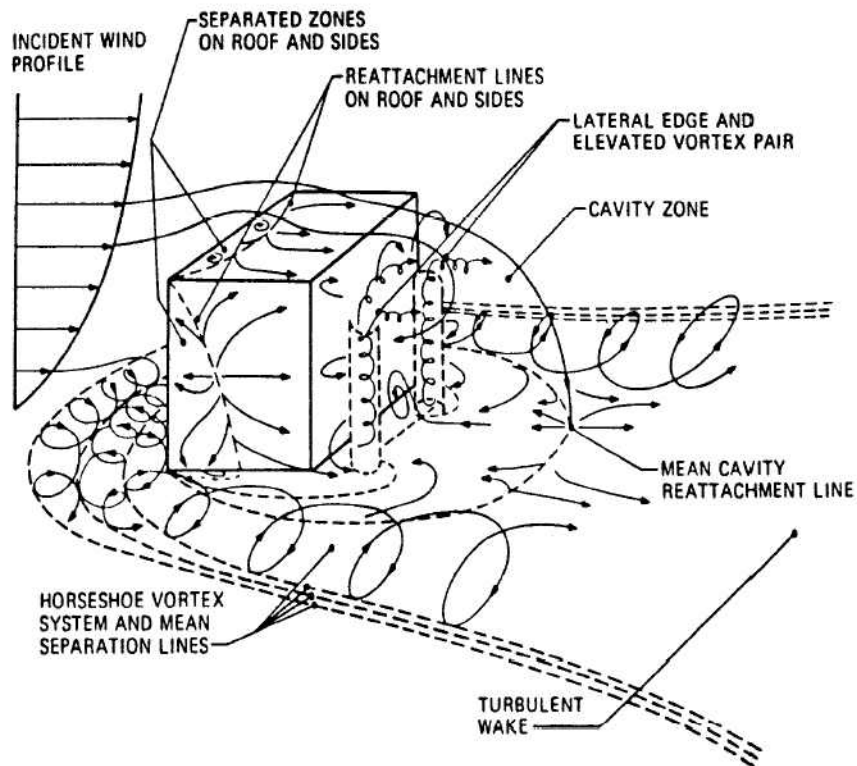 SEPARATED ZONES
ON ROOF AND SIDES
INCIDENT WIND
PROFILE
REATTACHMENT LINES
ON ROOF AND SIDES
LATERAL EDGE AND
ELEVATED VORTEX PAIR
CAVITY ZONE
MEAN CAVITY
REATTACHMENT LINE
HORSESHOE VORTEX
SYSTEM AND MEAN
SEPARATION LINES
TURBULENT
WAKE